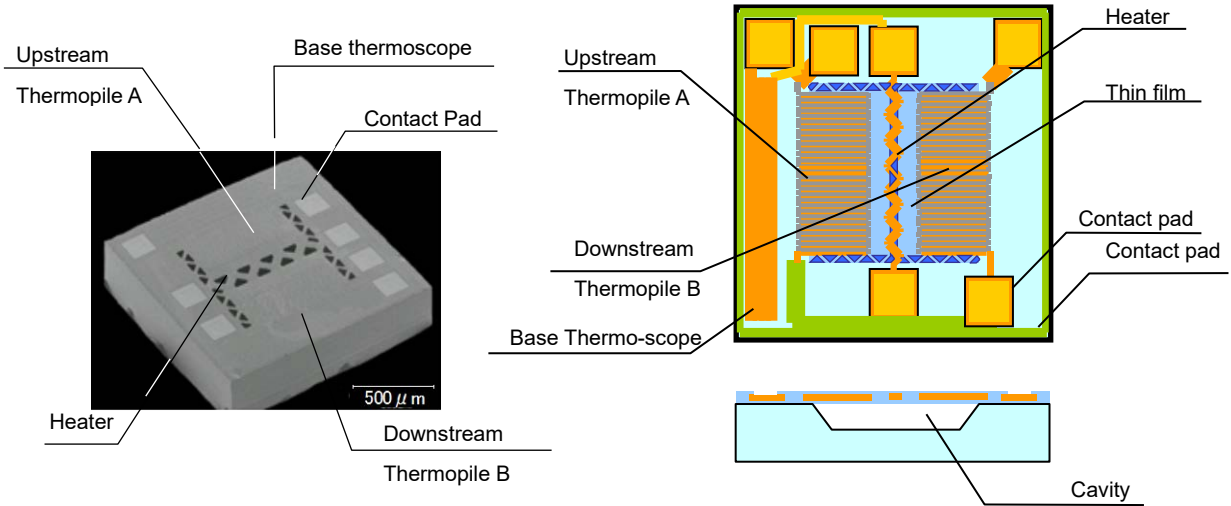 Base thermoscope
Upstream
Thermopile A
Contact Pad
500 μ m
Heater
Downstream
Thermopile B
Heater
Upstream
Thermopile A
Thin film
Contact pad
Contact pad
Downstream
Thermopile B
Base Thermo-scope
Cavity